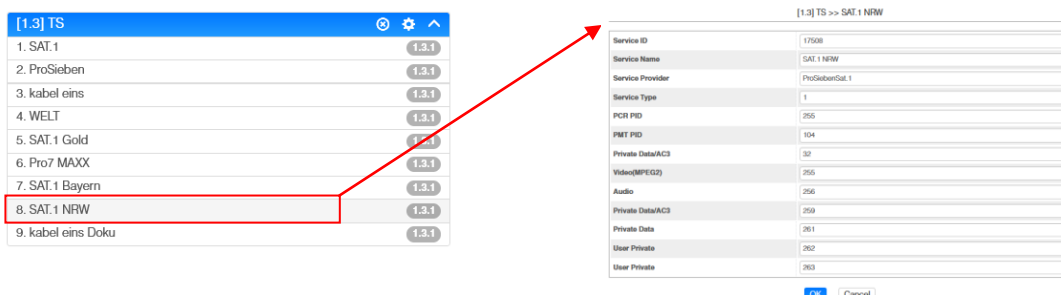 [1.3] TS
1. SAT.1 1.3.1
2. ProSieben 1.3.1
3. kabel eins 1.3.1
4. WELT 1.3.1
5. SAT.1 Gold 1.3.1
6. Pro7 MAXX 1.3.1
7. SAT.1 Bayern 1.3.1
8. SAT.1 NRW 1.3.1
9. kabel eins Doku 1.3.1
[1.3] TS >> SAT.1 NRW
Service ID 17508
Service Name SAT.1 NRW
Service Provider ProSiebenSat.1
Service Type 1
PCR PID 255
PMT PID 104
Private Data/AC3 32
Video(MPEG2) 255
Audio 256
Private Data/AC3 259
Private Data 261
User Private 262
User Private 263
OK Cancel